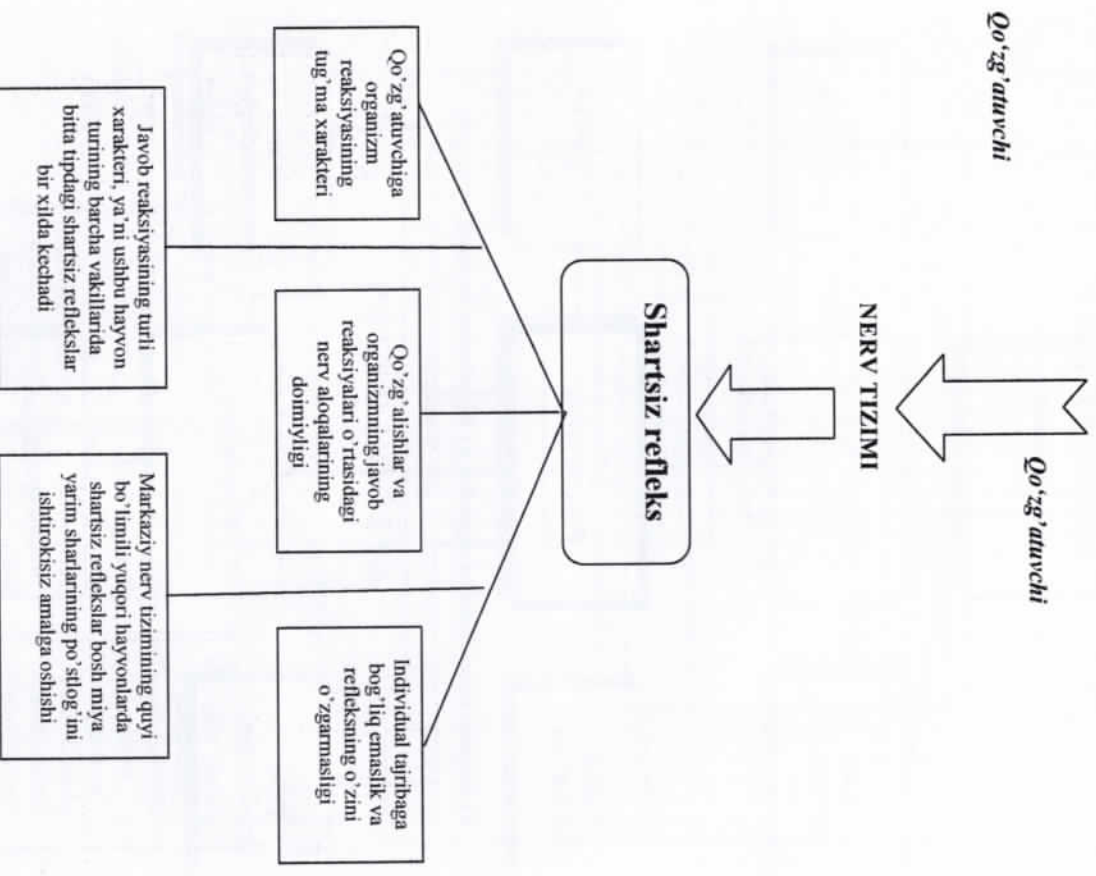 Qo‘zg’atuvchi
Qo‘zg’atuvchi
NERV TIZIMI
Shartsiz refleks
Qo’zg’atuvchiga
organizm
reaksiyasining
tug’ma xarakteri
Qo’zg’alishlar va
organizmning javob
reaksiyalari o’rtasidagi
nerv aloqalarining
doimiyligi
Individual tajribaga
bog’liq emaslik va
refleksning o’zini
o’zgarmasligi
Javob reaksiyasining turli
xarakteri, ya’ni ushbu hayvon
turining barcha vakillarida
bitta tipdagi shartsiz reflekslar
bir xilda kechadi
Markaziy nerv tizimining quyi
bo’limili yuqori hayvonlarda
shartsiz reflekslar bosh miya
yarim sharlarining po’stlog’ini
ishtirokisiz amalga oshishi